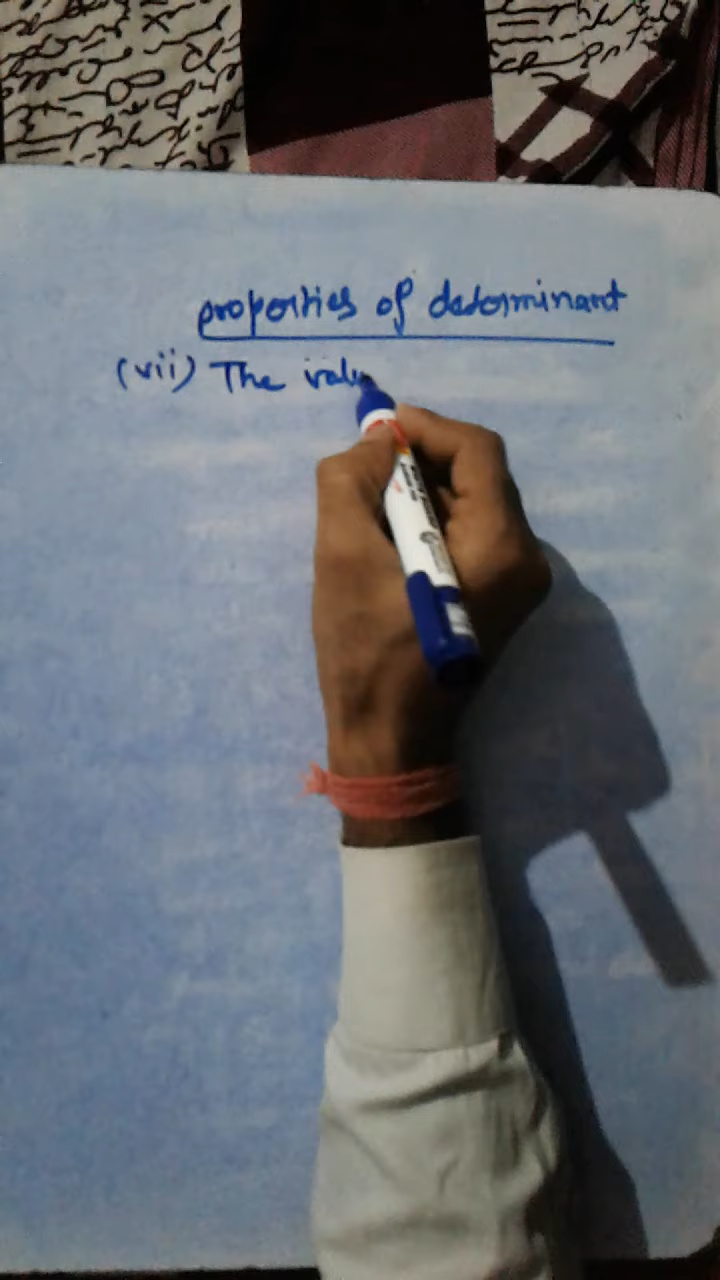 properties of determinant
(vii) The valu